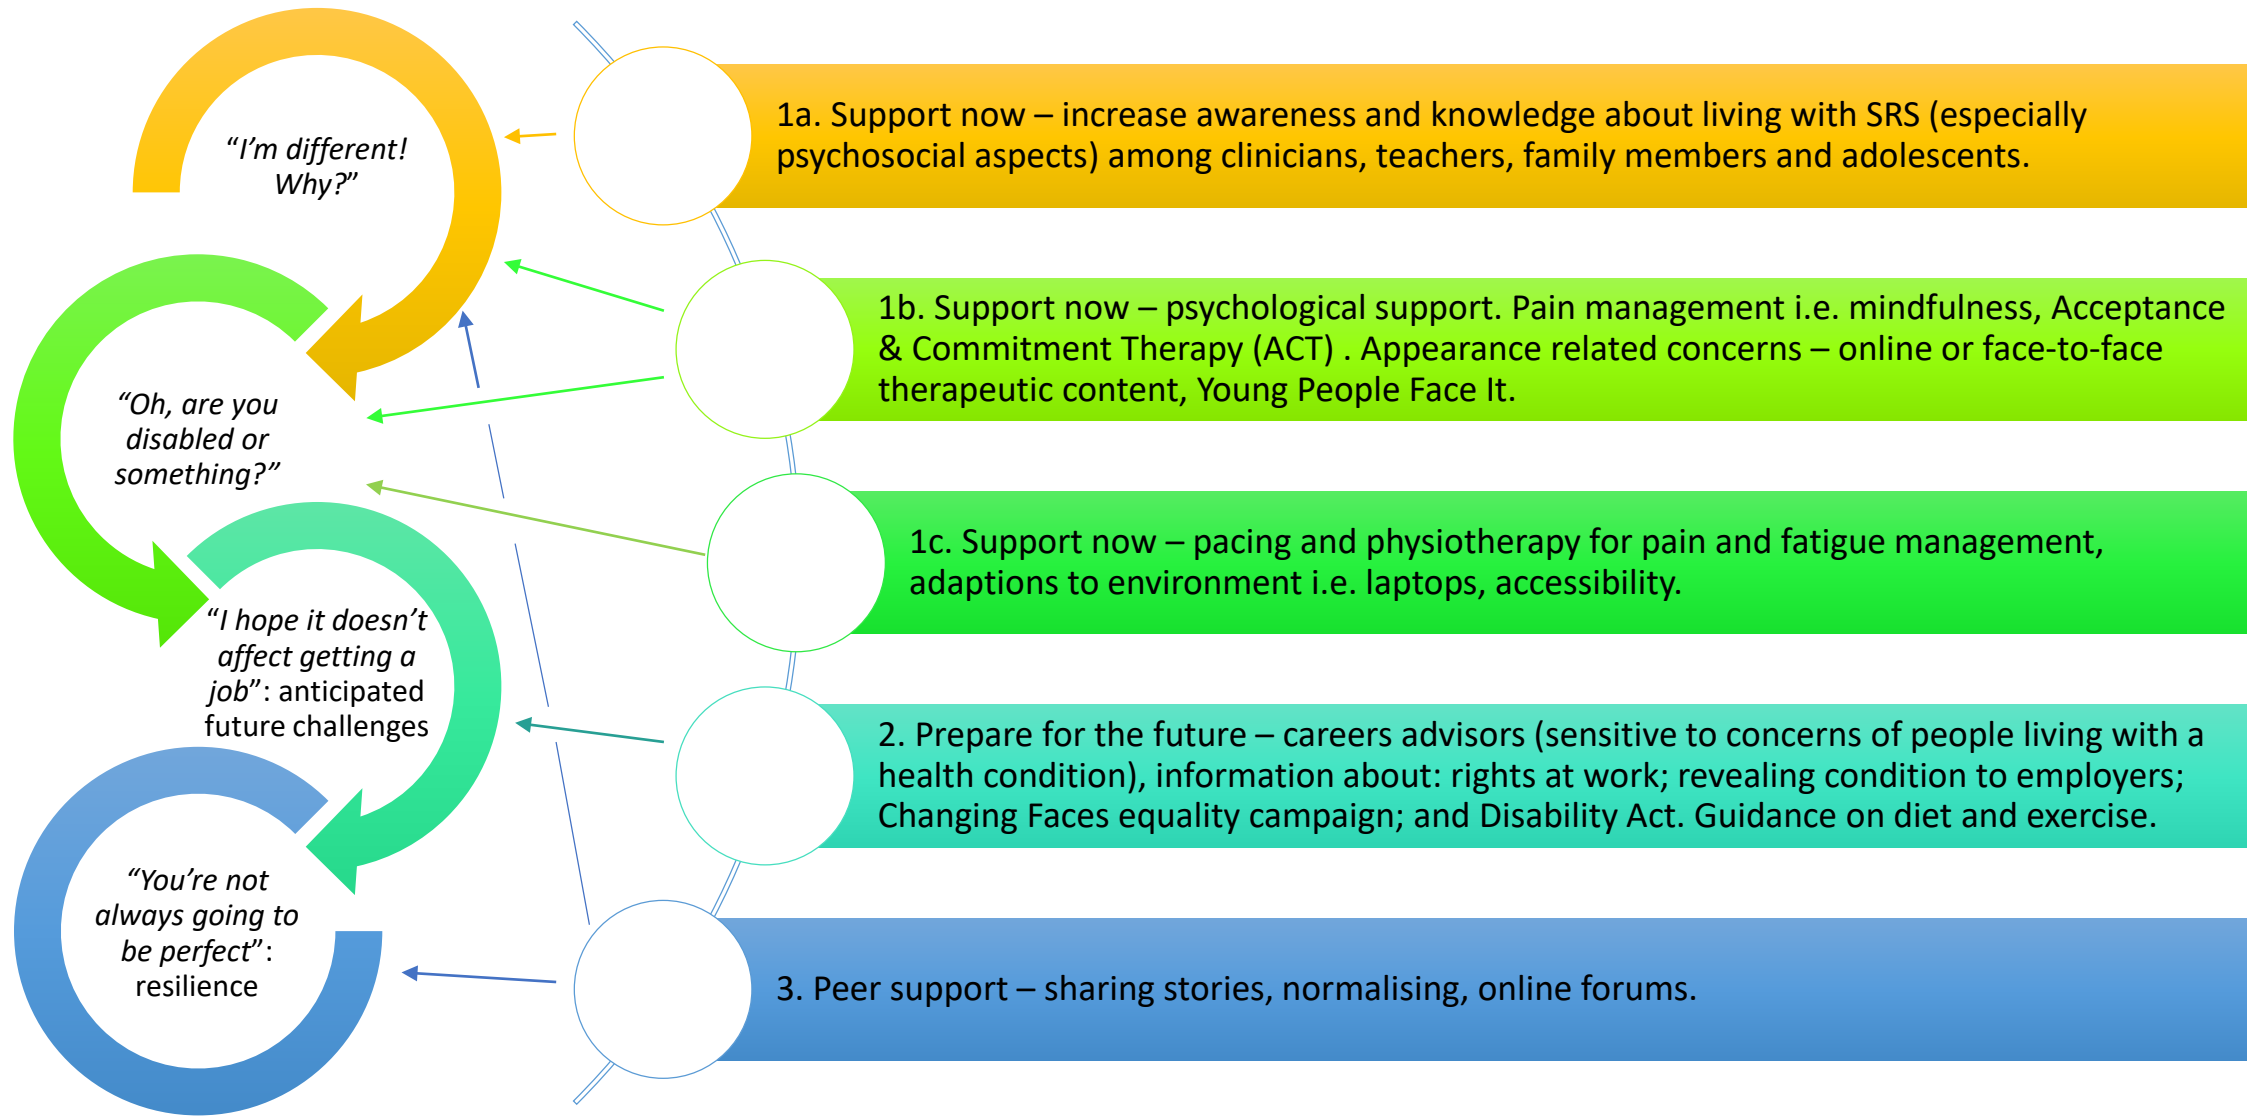 “I’m different!
Why?”
“Oh, are you
disabled or
something?”
“I hope it doesn’t
affect getting a
job”: anticipated
future challenges
“You’re not
always going to
be perfect”:
resilience
1a. Support now – increase awareness and knowledge about living with SRS (especially
psychosocial aspects) among clinicians, teachers, family members and adolescents.
1b. Support now – psychological support. Pain management i.e. mindfulness, Acceptance
& Commitment Therapy (ACT) . Appearance related concerns – online or face-to-face
therapeutic content, Young People Face It.
1c. Support now – pacing and physiotherapy for pain and fatigue management,
adaptions to environment i.e. laptops, accessibility.
2. Prepare for the future – careers advisors (sensitive to concerns of people living with a
health condition), information about: rights at work; revealing condition to employers;
Changing Faces equality campaign; and Disability Act. Guidance on diet and exercise.
3. Peer support – sharing stories, normalising, online forums.